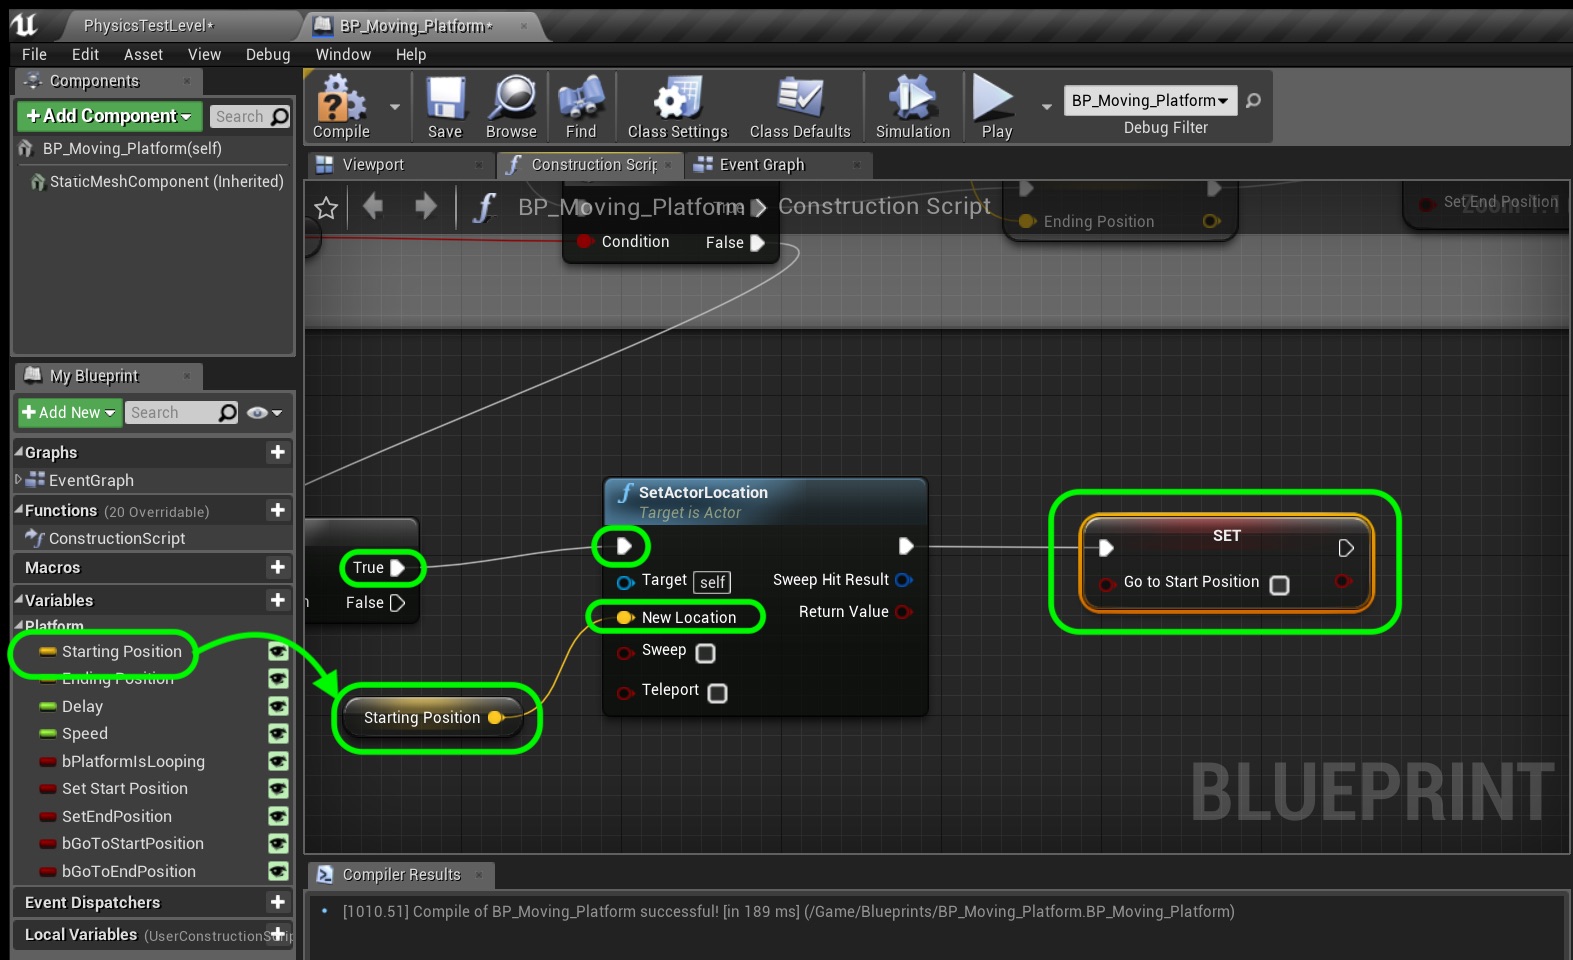 PhysicsTestLevel*
BP_Moving_Platform*
File Edit Asset View Debug Window Help
Components
+Add Component
Search
BP_Moving_Platform(self)
StaticMeshComponent (Inherited)
Compile
Save
Browse
Find
Class Settings
Class Defaults
Simulation
Play
BP_Moving_Platform
Debug Filter
Viewport
Construction Scrip
Event Graph
BP_Moving_Platform > Construction Script
True
Condition
False
Ending Position
Set End Position
My Blueprint
+Add New
Search
Graphs
EventGraph
Functions (20 Overridable)
ConstructionScript
Macros
Variables
Platform
Starting Position
Ending Position
Delay
Speed
bPlatformIsLooping
Set Start Position
SetEndPosition
bGoToStartPosition
bGoToEndPosition
Event Dispatchers
Local Variables (UserConstructionScrip
True
False
Starting Position
SetActorLocation
Target is Actor
Target self
Sweep Hit Result
New Location
Return Value
Sweep
Teleport
SET
Go to Start Position
BLUEPRINT
Compiler Results
[1010.51] Compile of BP_Moving_Platform successful! [in 189 ms] (/Game/Blueprints/BP_Moving_Platform.BP_Moving_Platform)